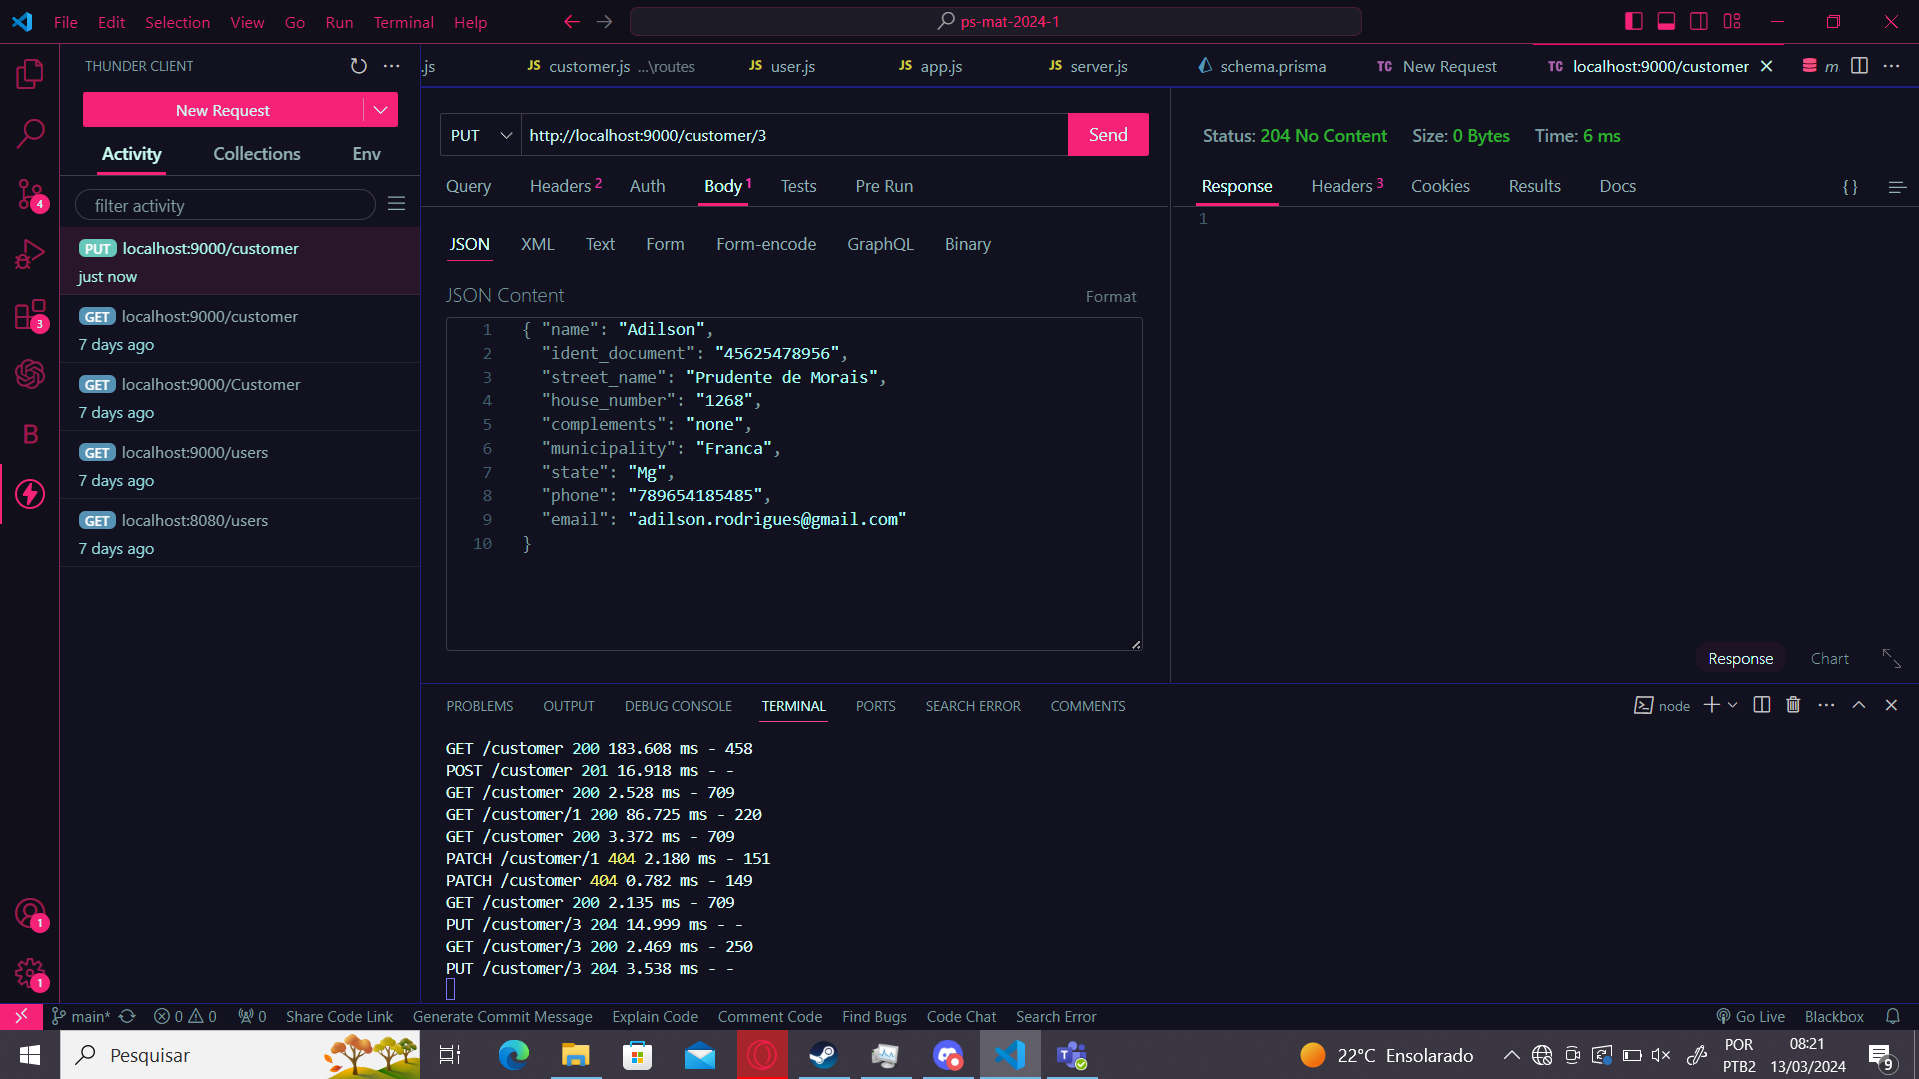 File Edit Selection View Go Run Terminal Help
ps-mat-2024-1
THUNDER CLIENT
New Request
Activity Collections Env
filter activity
PUT localhost:9000/customer
just now
GET localhost:9000/customer
7 days ago
GET localhost:9000/Customer
7 days ago
GET localhost:9000/users
7 days ago
GET localhost:8080/users
7 days ago
4
3
B
1
1
.js
JS customer.js ...\routes
JS user.js
JS app.js
JS server.js
schema.prisma
TC New Request
TC localhost:9000/customer
m
PUT http://localhost:9000/customer/3 Send
Query Headers 2 Auth Body 1 Tests Pre Run
JSON XML Text Form Form-encode GraphQL Binary
JSON Content Format
1 { "name": "Adilson",
2 "ident_document": "45625478956",
3 "street_name": "Prudente de Morais",
4 "house_number": "1268",
5 "complements": "none",
6 "municipality": "Franca",
7 "state": "Mg",
8 "phone": "789654185485",
9 "email": "adilson.rodrigues@gmail.com"
10 }
Status: 204 No Content Size: 0 Bytes Time: 6 ms
Response Headers 3 Cookies Results Docs { }
1
Response Chart
PROBLEMS OUTPUT DEBUG CONSOLE TERMINAL PORTS SEARCH ERROR COMMENTS
node
GET /customer 200 183.608 ms - 458
POST /customer 201 16.918 ms - -
GET /customer 200 2.528 ms - 709
GET /customer/1 200 86.725 ms - 220
GET /customer 200 3.372 ms - 709
PATCH /customer/1 404 2.180 ms - 151
PATCH /customer 404 0.782 ms - 149
GET /customer 200 2.135 ms - 709
PUT /customer/3 204 14.999 ms - -
GET /customer/3 200 2.469 ms - 250
PUT /customer/3 204 3.538 ms - -
main* 0 0 0 Share Code Link Generate Commit Message Explain Code Comment Code Find Bugs Code Chat Search Error Go Live Blackbox
Pesquisar
22°C Ensolarado
POR
PTB2
08:21
13/03/2024
9